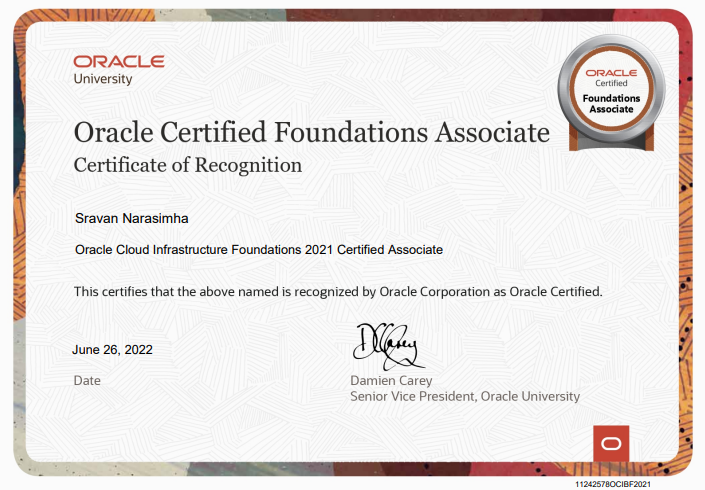 ORACLE
University
ORACLE
Certified
Foundations
Associate
Oracle Certified Foundations Associate
Certificate of Recognition
Sravan Narasimha
Oracle Cloud Infrastructure Foundations 2021 Certified Associate
This certifies that the above named is recognized by Oracle Corporation as Oracle Certified.
June 26, 2022
Date
DCarey
Damien Carey
Senior Vice President, Oracle University
11242578OCIBF2021